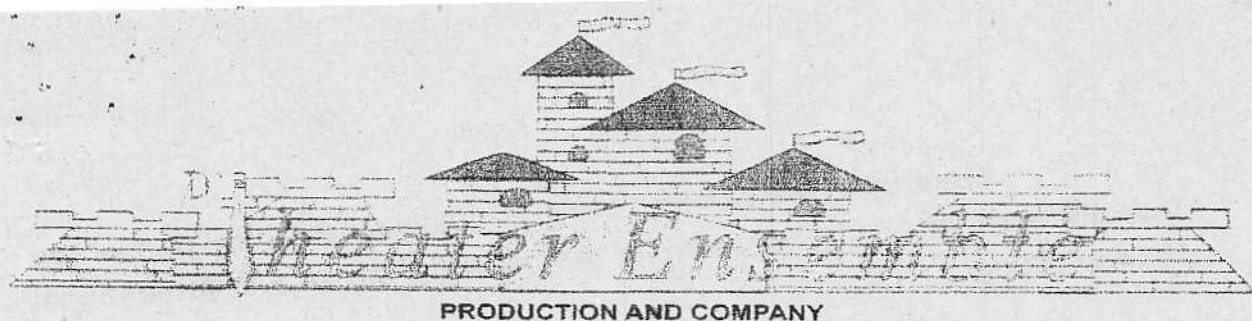 D'
Theater Ensemble
PRODUCTION AND COMPANY